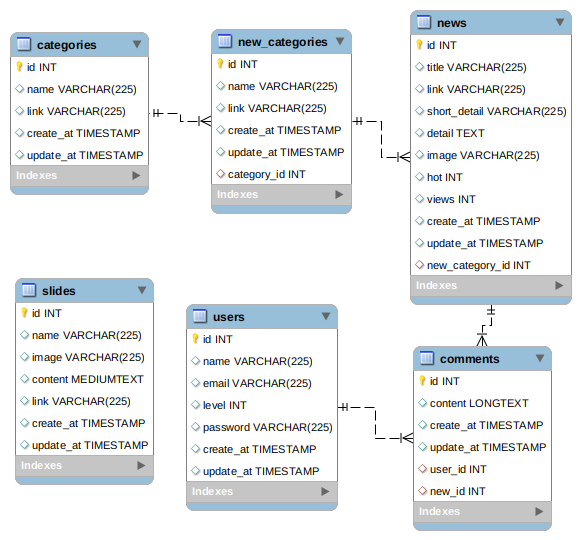 categories
id INT
name VARCHAR(225)
link VARCHAR(225)
create_at TIMESTAMP
update_at TIMESTAMP
Indexes
new_categories
id INT
name VARCHAR(225)
link VARCHAR(225)
create_at TIMESTAMP
update_at TIMESTAMP
category_id INT
Indexes
news
id INT
title VARCHAR(225)
link VARCHAR(225)
short_detail VARCHAR(225)
detail TEXT
image VARCHAR(225)
hot INT
views INT
create_at TIMESTAMP
update_at TIMESTAMP
new_category_id INT
Indexes
slides
id INT
name VARCHAR(225)
image VARCHAR(225)
content MEDIUMTEXT
link VARCHAR(225)
create_at TIMESTAMP
update_at TIMESTAMP
Indexes
users
id INT
name VARCHAR(225)
email VARCHAR(225)
level INT
password VARCHAR(225)
create_at TIMESTAMP
update_at TIMESTAMP
Indexes
comments
id INT
content LONGTEXT
create_at TIMESTAMP
update_at TIMESTAMP
user_id INT
new_id INT
Indexes